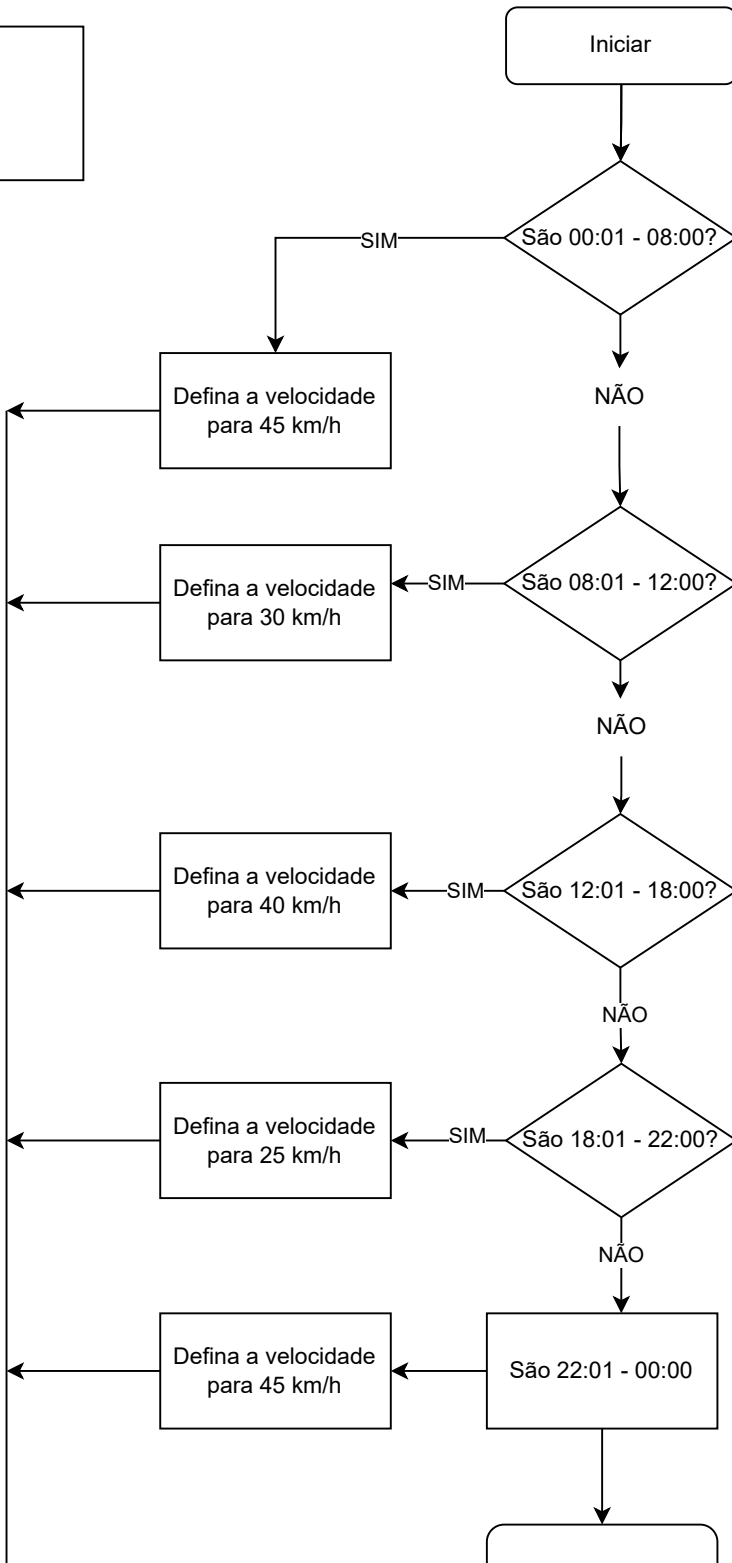 Iniciar
São 00:01 - 08:00?
SIM
Defina a velocidade
para 45 km/h
NÃO
São 08:01 - 12:00?
SIM
Defina a velocidade
para 30 km/h
NÃO
São 12:01 - 18:00?
SIM
Defina a velocidade
para 40 km/h
NÃO
São 18:01 - 22:00?
SIM
Defina a velocidade
para 25 km/h
NÃO
São 22:01 - 00:00
Defina a velocidade
para 45 km/h